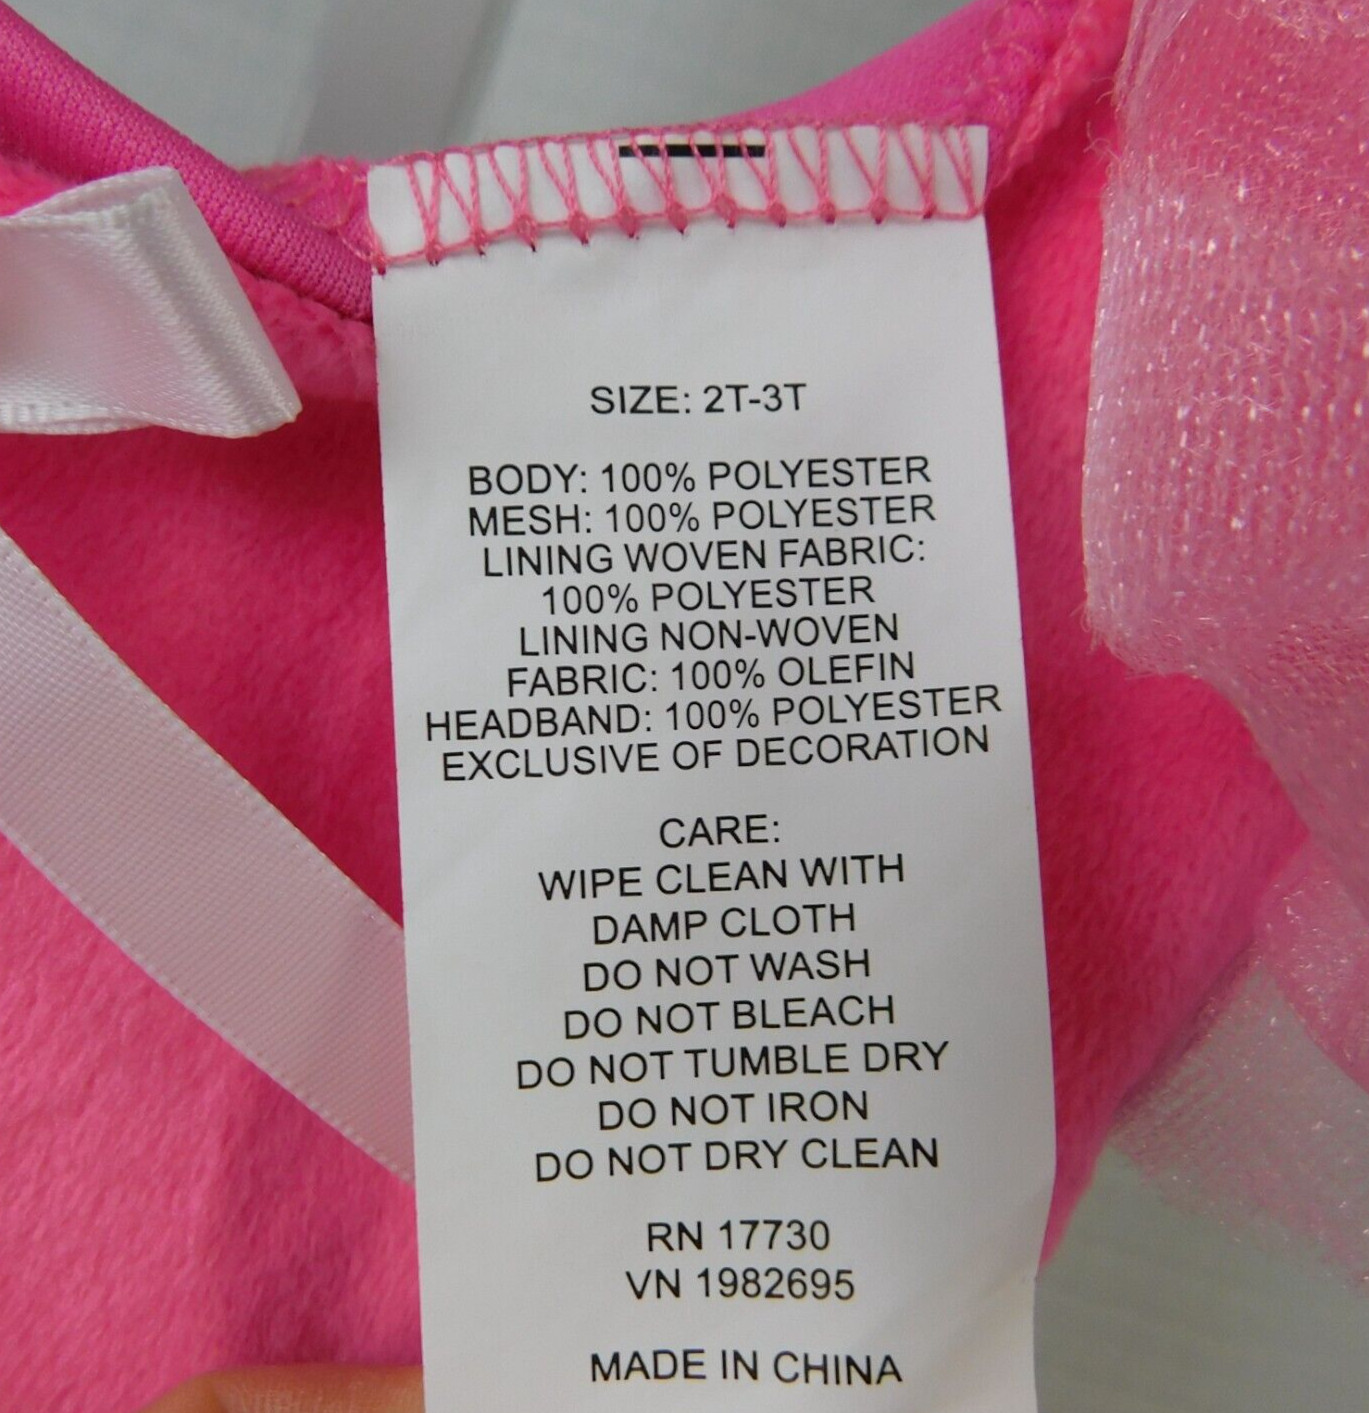 SIZE: 2T-3T
BODY: 100% POLYESTER
MESH: 100% POLYESTER
LINING WOVEN FABRIC:
100% POLYESTER
LINING NON-WOVEN
FABRIC: 100% OLEFIN
HEADBAND: 100% POLYESTER
EXCLUSIVE OF DECORATION
CARE:
WIPE CLEAN WITH
DAMP CLOTH
DO NOT WASH
DO NOT BLEACH
DO NOT TUMBLE DRY
DO NOT IRON
DO NOT DRY CLEAN
RN 17730
VN 1982695
MADE IN CHINA